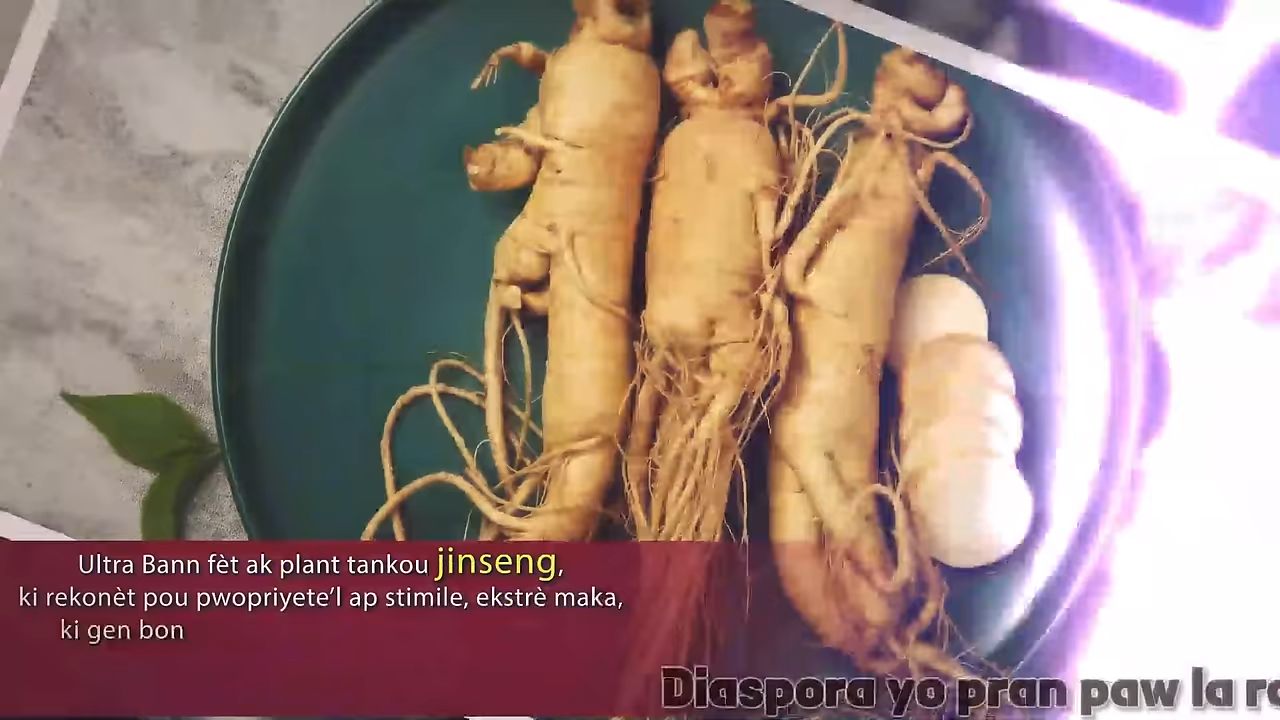 Ultra Bann fèt ak plant tankou jinseng,
ki rekonèt pou pwopriyete’l ap stimile, ekstrè maka,
ki gen bon
Diaspora yo pran paw la